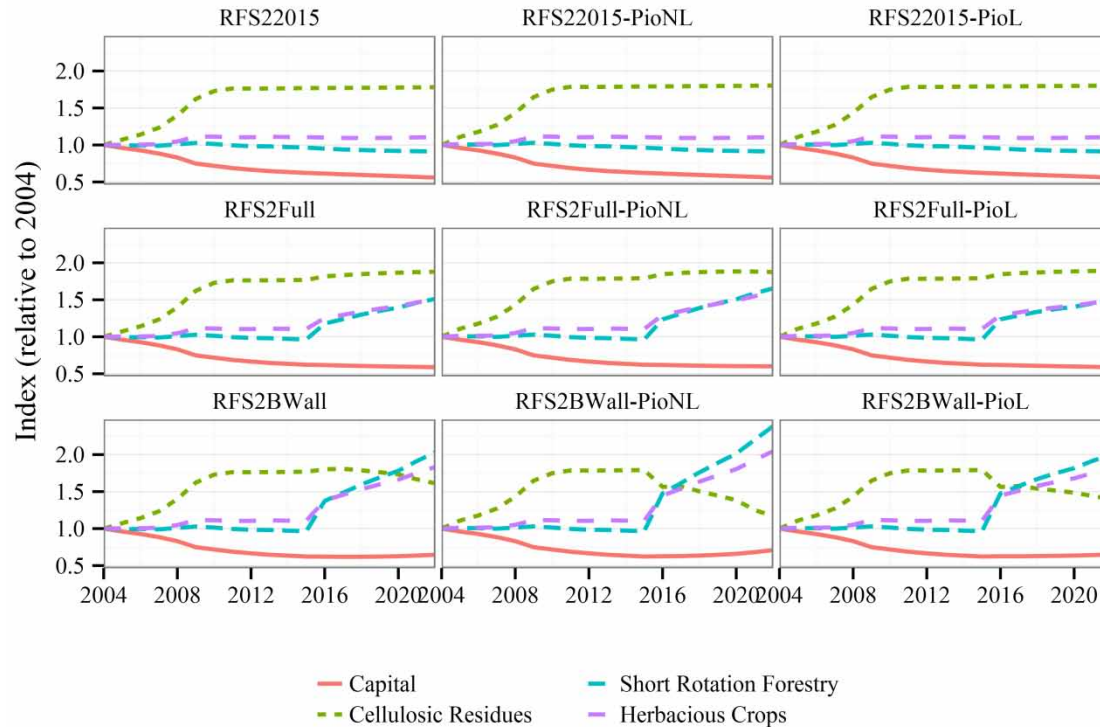 RFS22015 RFS22015-PioNL RFS22015-PioL
2.0
1.5
1.0
0.5
RFS2Full RFS2Full-PioNL RFS2Full-PioL
2.0
1.5
1.0
0.5
RFS2BWall RFS2BWall-PioNL RFS2BWall-PioL
2.0
1.5
1.0
0.5
Index (relative to 2004)
2004 2008 2012 2016 2020 2004 2008 2012 2016 2020 2004 2008 2012 2016 2020
Capital Short Rotation Forestry
Cellulosic Residues Herbacious Crops